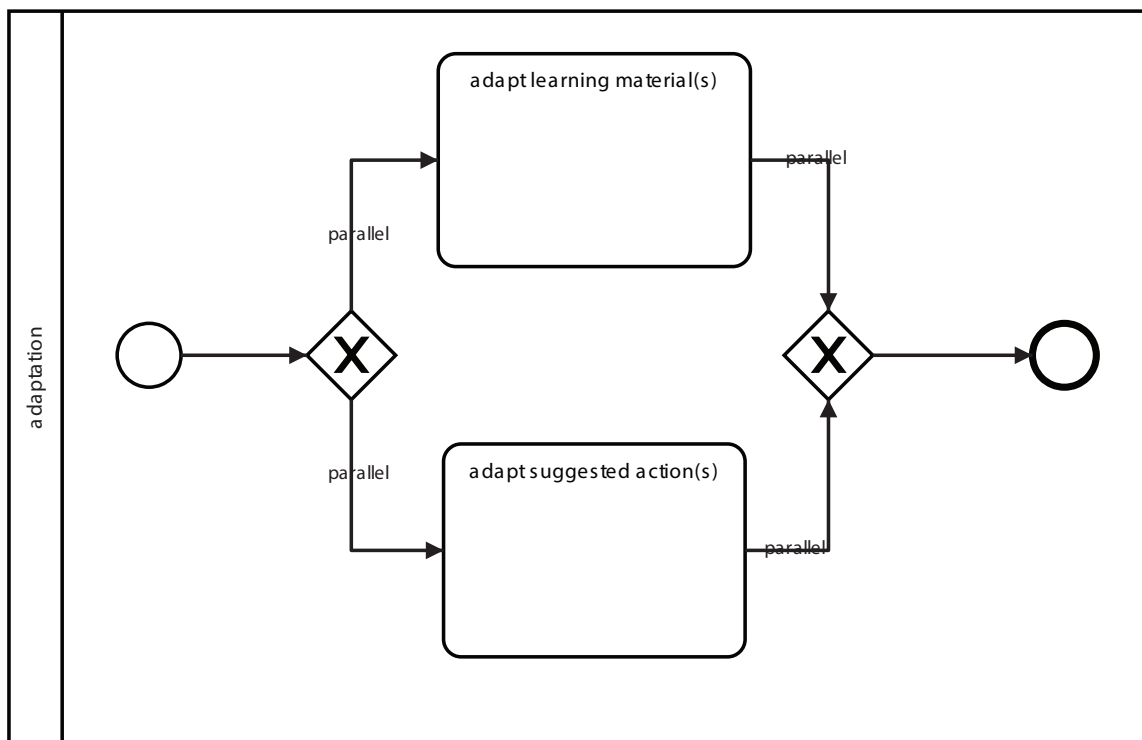 adaptation
adapt learning material(s)
parallel
parallel
X
X
parallel
adapt suggested action(s)
parallel